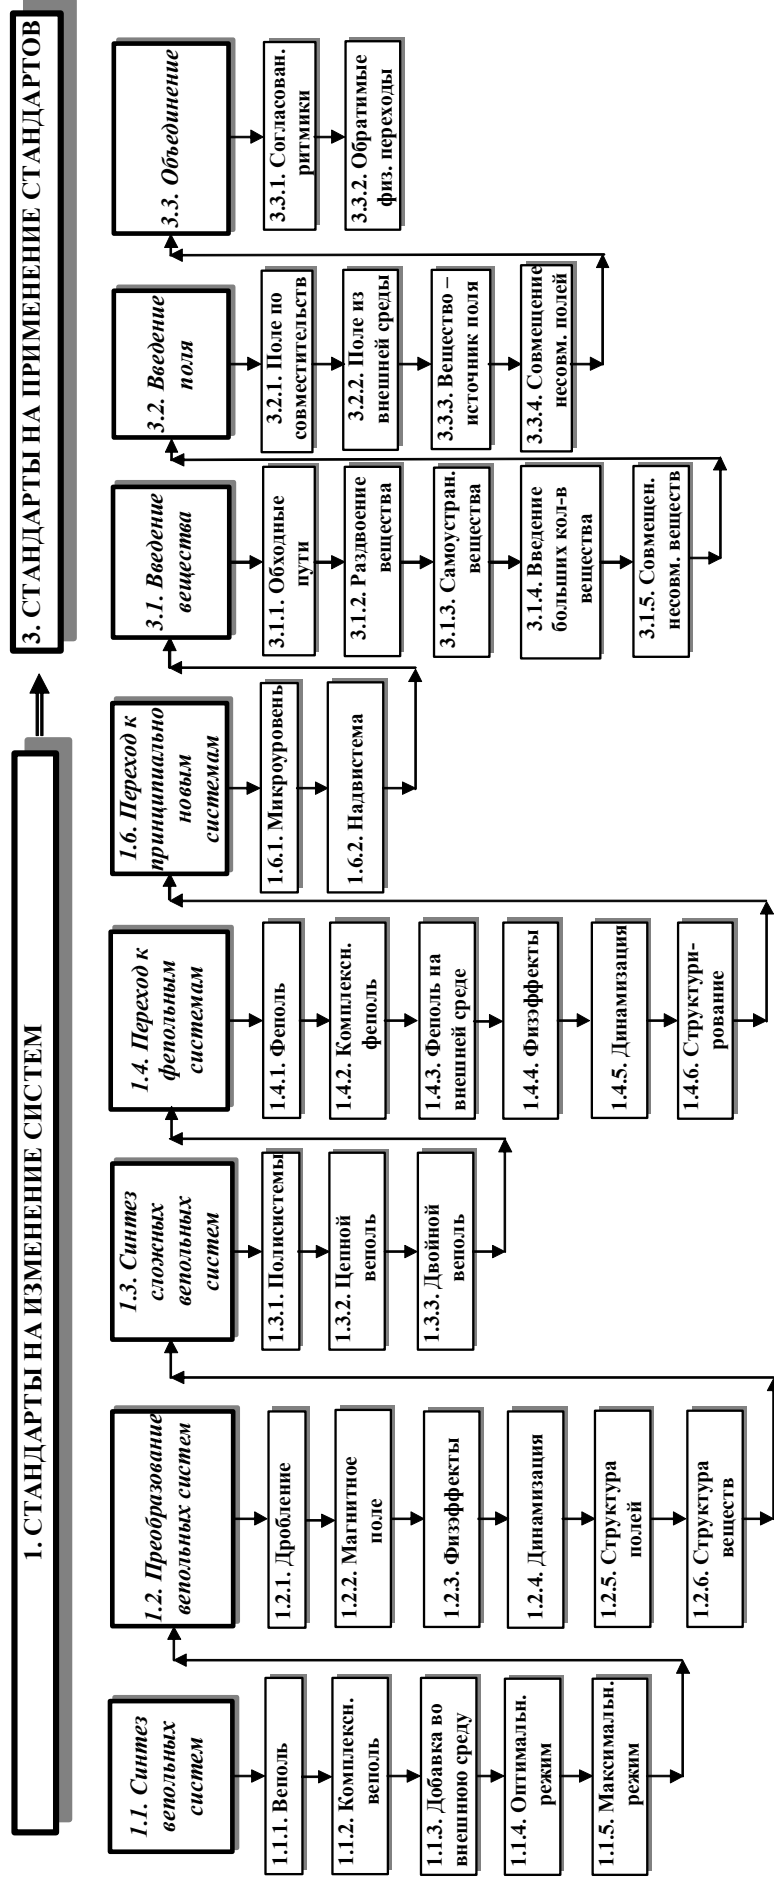 1. СТАНДАРТЫ НА ИЗМЕНЕНИЕ СИСТЕМ
1.1. Синтез
вепольных
систем
1.1.1. Веполь
1.1.2. Комплексн.
веполь
1.1.3. Добавка во
внешнюю среду
1.1.4. Оптимальн.
режим
1.1.5. Максимальн.
режим
1.2. Преобразование
вепольных систем
1.2.1. Дробление
1.2.2. Магнитное
поле
1.2.3. Физэффекты
1.2.4. Динамизация
1.2.5. Структура
полей
1.2.6. Структура
веществ
1.3. Синтез
сложных
вепольных
систем
1.3.1. Полисистемы
1.3.2. Цепной
веполь
1.3.3. Двойной
веполь
1.4. Переход к
фепольным
системам
1.4.1. Феполь
1.4.2. Комплексн.
феполь
1.4.3. Феполь на
внешней среде
1.4.4. Физэффекты
1.4.5. Динамизация
1.4.6. Структури-
рование
1.6. Переход к
принципиально
новым
системам
1.6.1. Микроуровень
1.6.2. Надвистема
3. СТАНДАРТЫ НА ПРИМЕНЕНИЕ СТАНДАРТОВ
3.1. Введение
вещества
3.1.1. Обходные
пути
3.1.2. Раздвоение
вещества
3.1.3. Самоустран.
вещества
3.1.4. Введение
больших кол-в
вещества
3.1.5. Совмещен.
несовм. веществ
3.2. Введение
поля
3.2.1. Поле по
совместительств
3.2.2. Поле из
внешней среды
3.3.3. Вещество –
источник поля
3.3.4. Совмещение
несовм. полей
3.3. Объединение
3.3.1. Согласован.
ритмики
3.3.2. Обратимые
физ. переходы